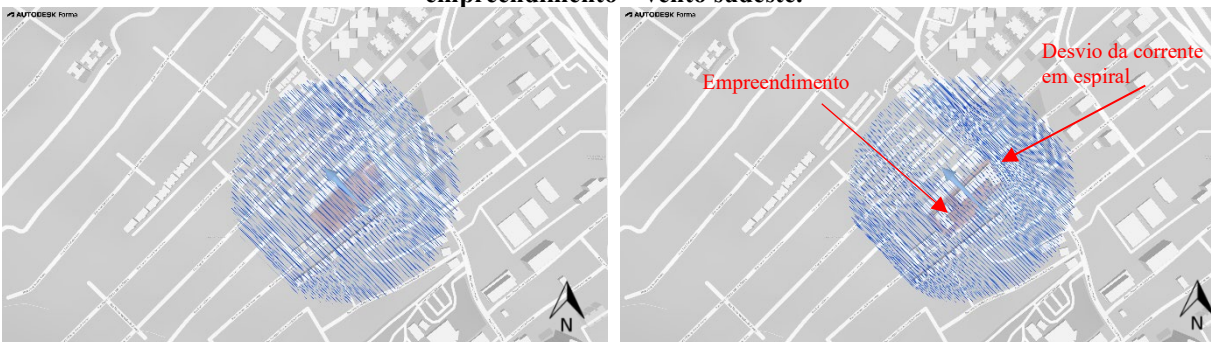 empreendimento – vento sudeste.
AUTODESK Forma
AUTODESK Forma
Empreendimento
Desvio da corrente
em espiral
N
N